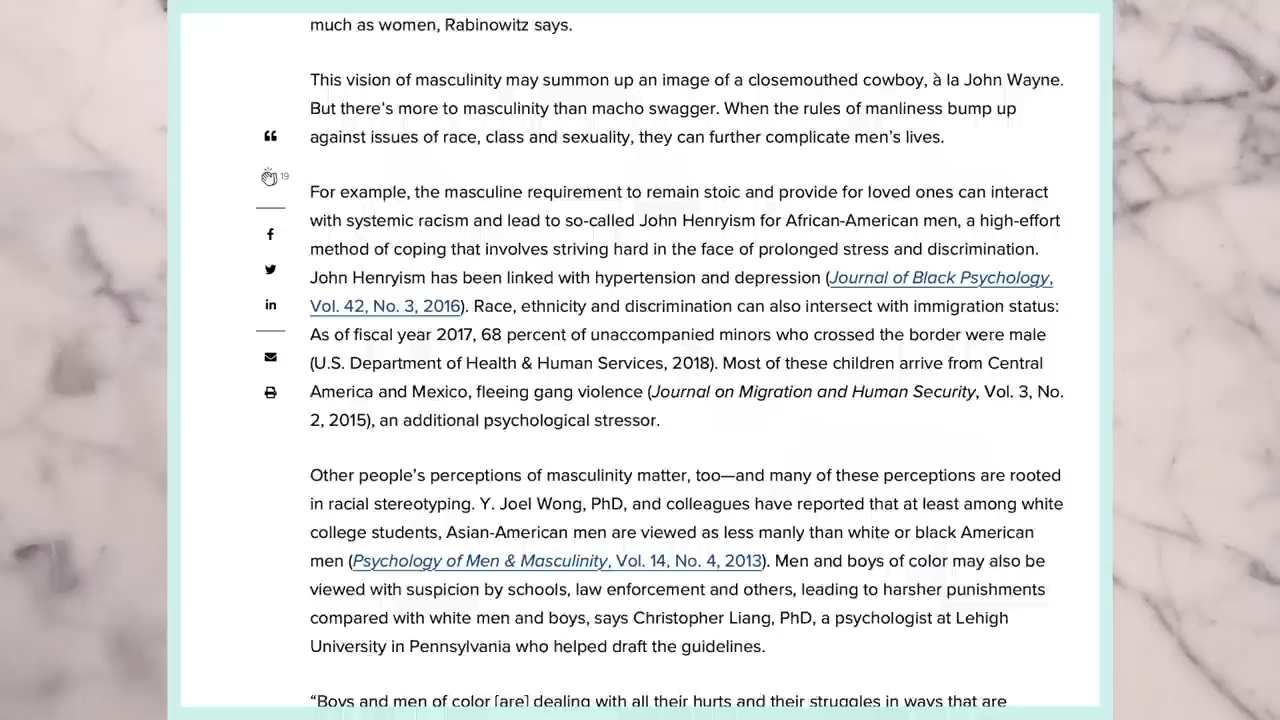 much as women, Rabinowitz says.
This vision of masculinity may summon up an image of a closemouthed cowboy, à la John Wayne.
But there's more to masculinity than macho swagger. When the rules of manliness bump up
against issues of race, class and sexuality, they can further complicate men's lives.
19
For example, the masculine requirement to remain stoic and provide for loved ones can interact
with systemic racism and lead to so-called John Henryism for African-American men, a high-effort
method of coping that involves striving hard in the face of prolonged stress and discrimination.
John Henryism has been linked with hypertension and depression (Journal of Black Psychology,
Vol. 42, No. 3, 2016). Race, ethnicity and discrimination can also intersect with immigration status:
As of fiscal year 2017, 68 percent of unaccompanied minors who crossed the border were male
(U.S. Department of Health & Human Services, 2018). Most of these children arrive from Central
America and Mexico, fleeing gang violence (Journal on Migration and Human Security, Vol. 3, No.
2, 2015), an additional psychological stressor.
Other people's perceptions of masculinity matter, too—and many of these perceptions are rooted
in racial stereotyping. Y. Joel Wong, PhD, and colleagues have reported that at least among white
college students, Asian-American men are viewed as less manly than white or black American
men (Psychology of Men & Masculinity, Vol. 14, No. 4, 2013). Men and boys of color may also be
viewed with suspicion by schools, law enforcement and others, leading to harsher punishments
compared with white men and boys, says Christopher Liang, PhD, a psychologist at Lehigh
University in Pennsylvania who helped draft the guidelines.
“Boys and men of color [are] dealing with all their hurts and their struggles in ways that are